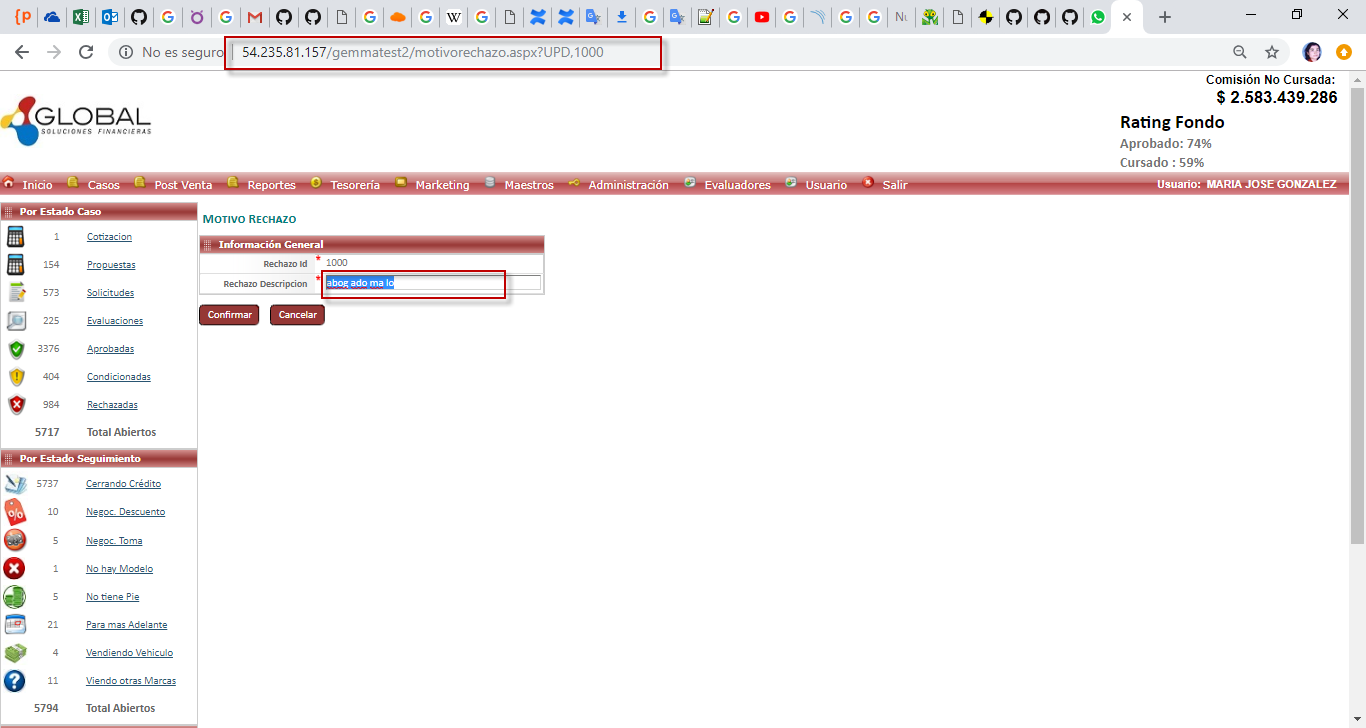 No es seguro
54.235.81.157/gemmatest2/motivorechazo.aspx?UPD,1000
Comisión No Cursada:
$ 2.583.439.286
GLOBAL
SOLUCIONES FINANCIERAS
Rating Fondo
Aprobado: 74%
Cursado : 59%
Inicio Casos Post Venta Reportes Tesorería Marketing Maestros Administración Evaluadores Usuario Salir Usuario: MARIA JOSE GONZALEZ
Por Estado Caso
1 Cotizacion
154 Propuestas
573 Solicitudes
225 Evaluaciones
3376 Aprobadas
404 Condicionadas
984 Rechazadas
5717 Total Abiertos
Por Estado Seguimiento
5737 Cerrando Crédito
10 Negoc. Descuento
5 Negoc. Toma
1 No hay Modelo
5 No tiene Pie
21 Para mas Adelante
4 Vendiendo Vehiculo
11 Viendo otras Marcas
5794 Total Abiertos
MOTIVO RECHAZO
Información General
Rechazo Id * 1000
Rechazo Descripcion * abog ado ma lo
Confirmar Cancelar